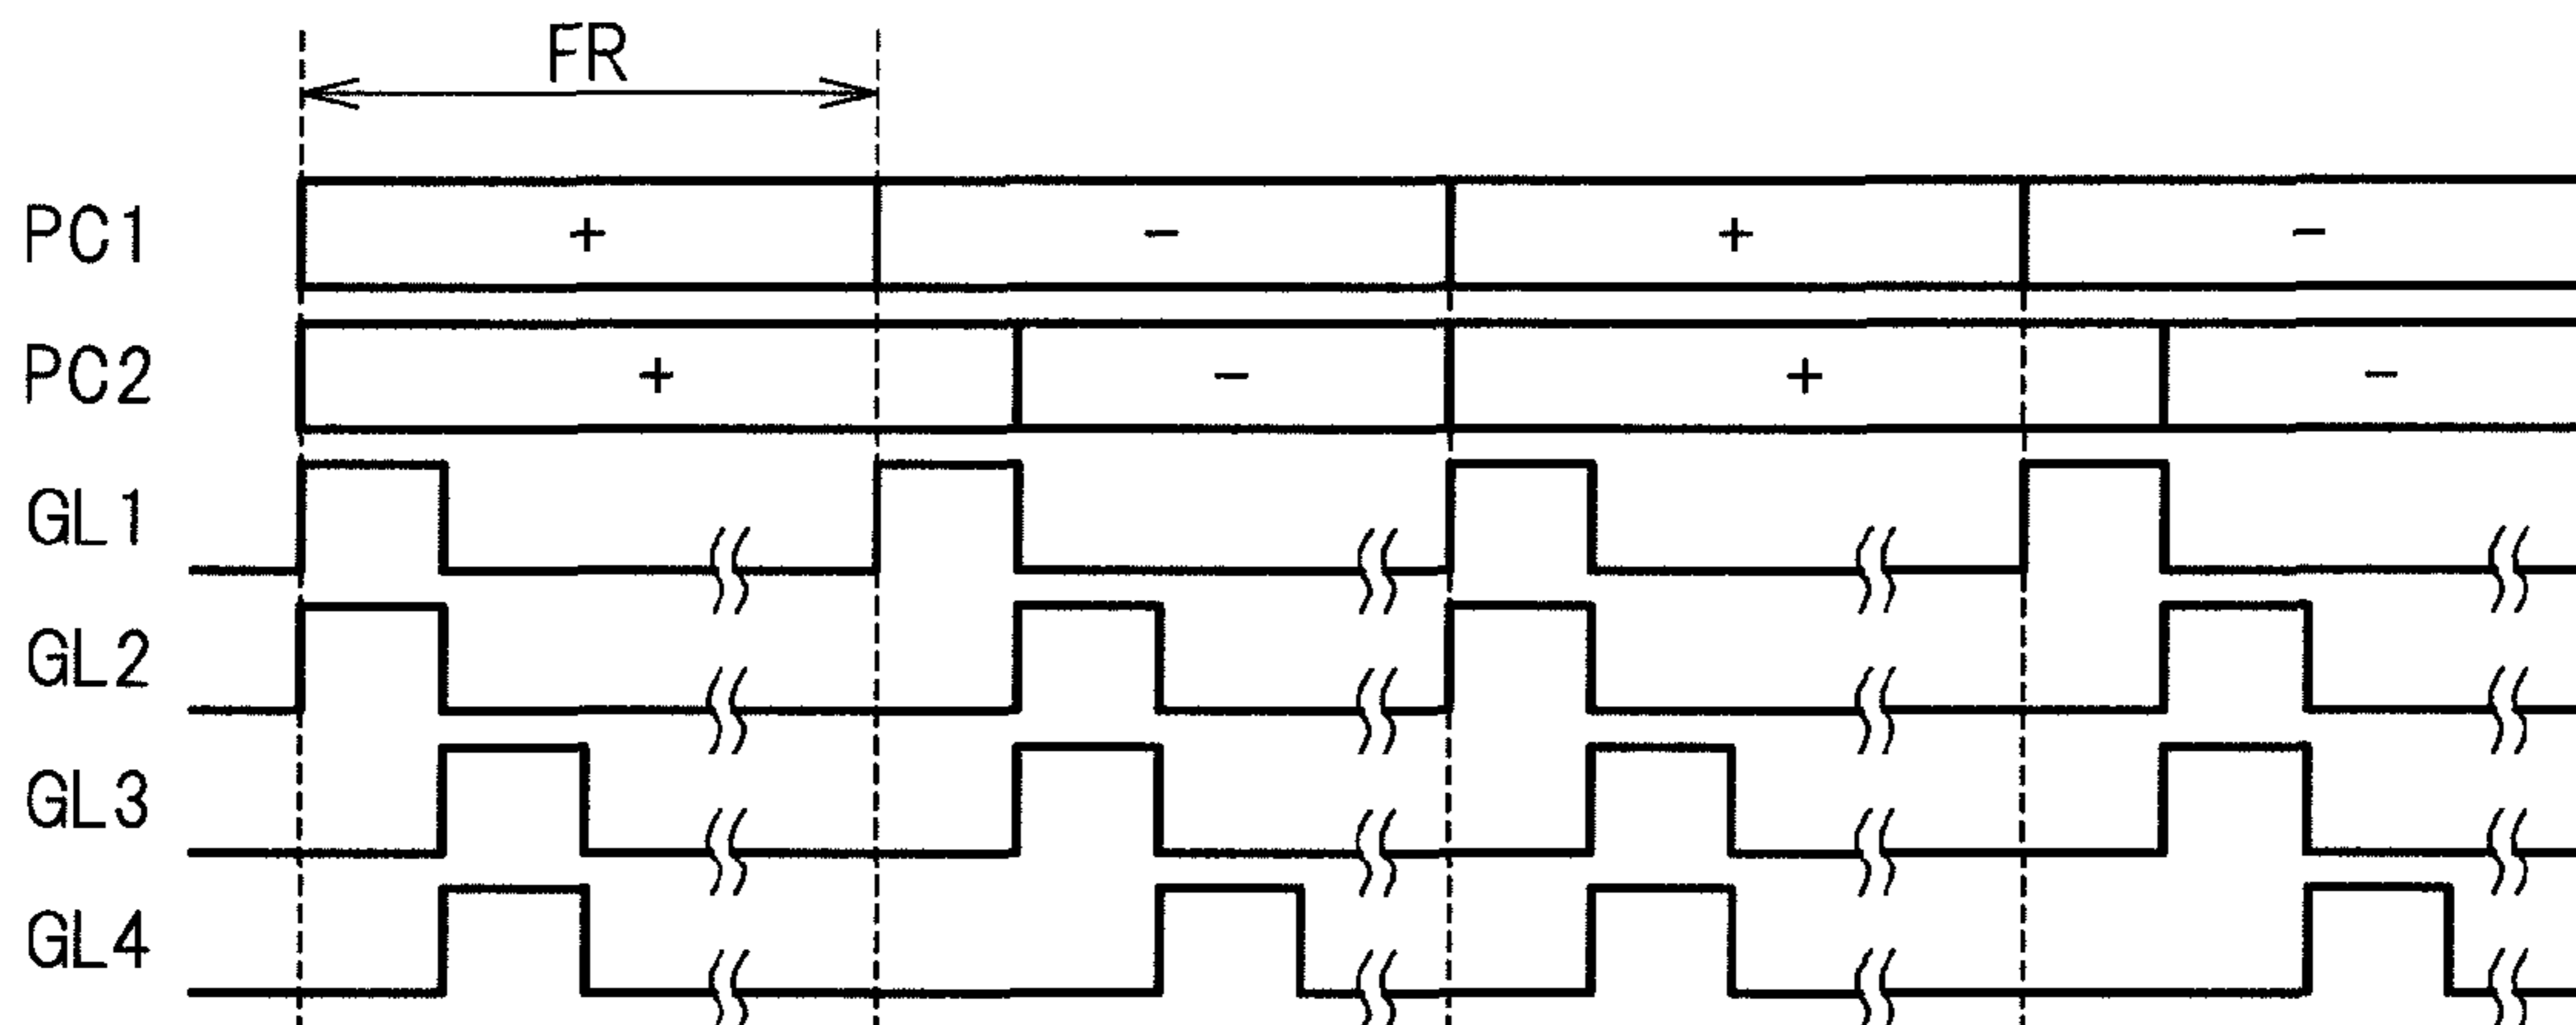 FR
PC1 + - + -
PC2 + - + -
GL1
GL2
GL3
GL4